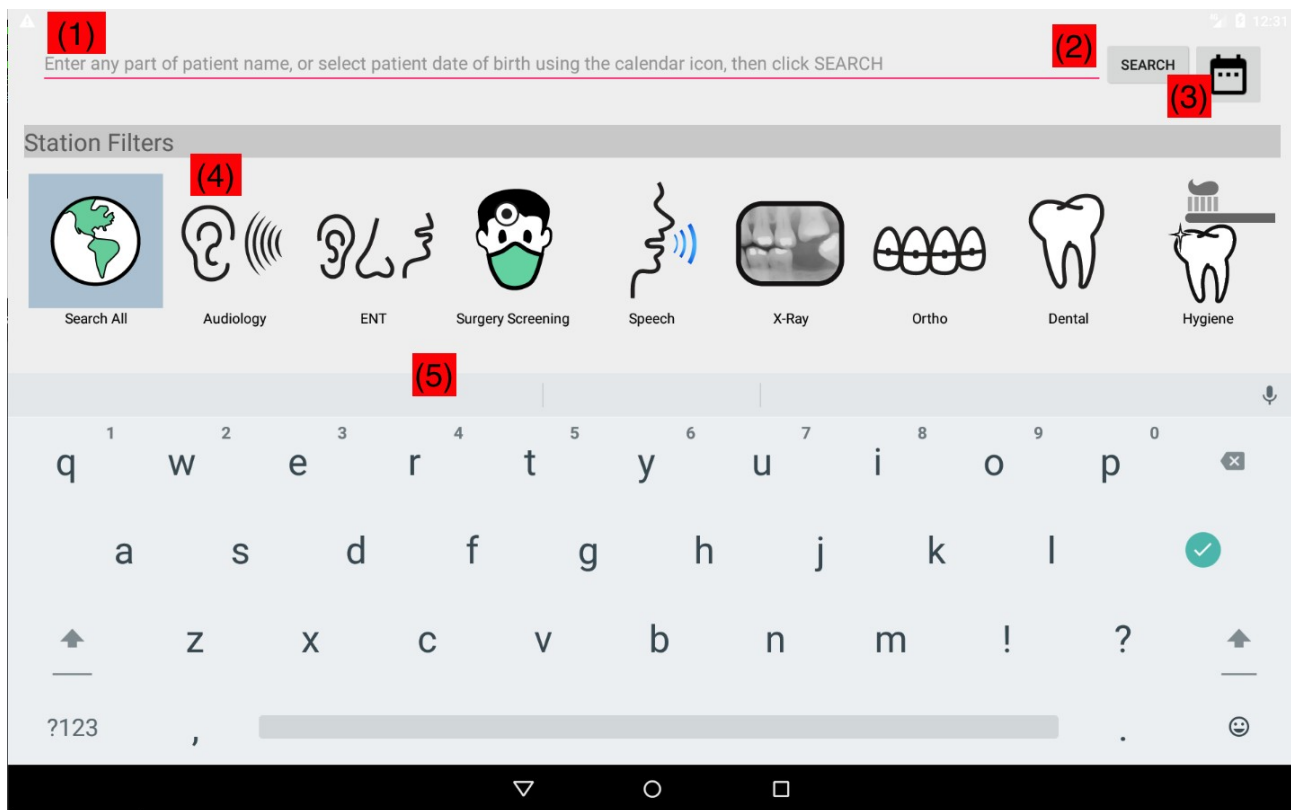 (1)
12:31
Enter any part of patient name, or select patient date of birth using the calendar icon, then click SEARCH
(2)
SEARCH
(3)
Station Filters
(4)
Search All Audiology ENT Surgery Screening Speech X-Ray Ortho Dental Hygiene
(5)
1 2 3 4 5 6 7 8 9 0
q w e r t y u i o p
a s d f g h j k l
z x c v b n m ! ?
?123 , .